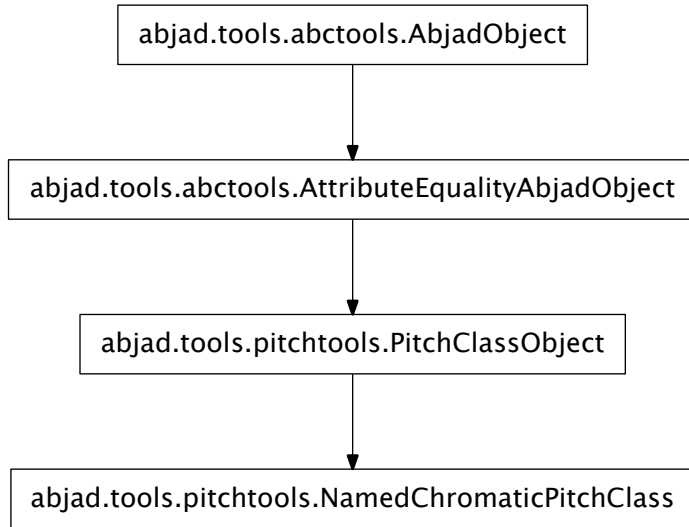 abjad.tools.abctools.AbjadObject
abjad.tools.abctools.AttributeEqualityAbjadObject
abjad.tools.pitchtools.PitchClassObject
abjad.tools.pitchtools.NamedChromaticPitchClass